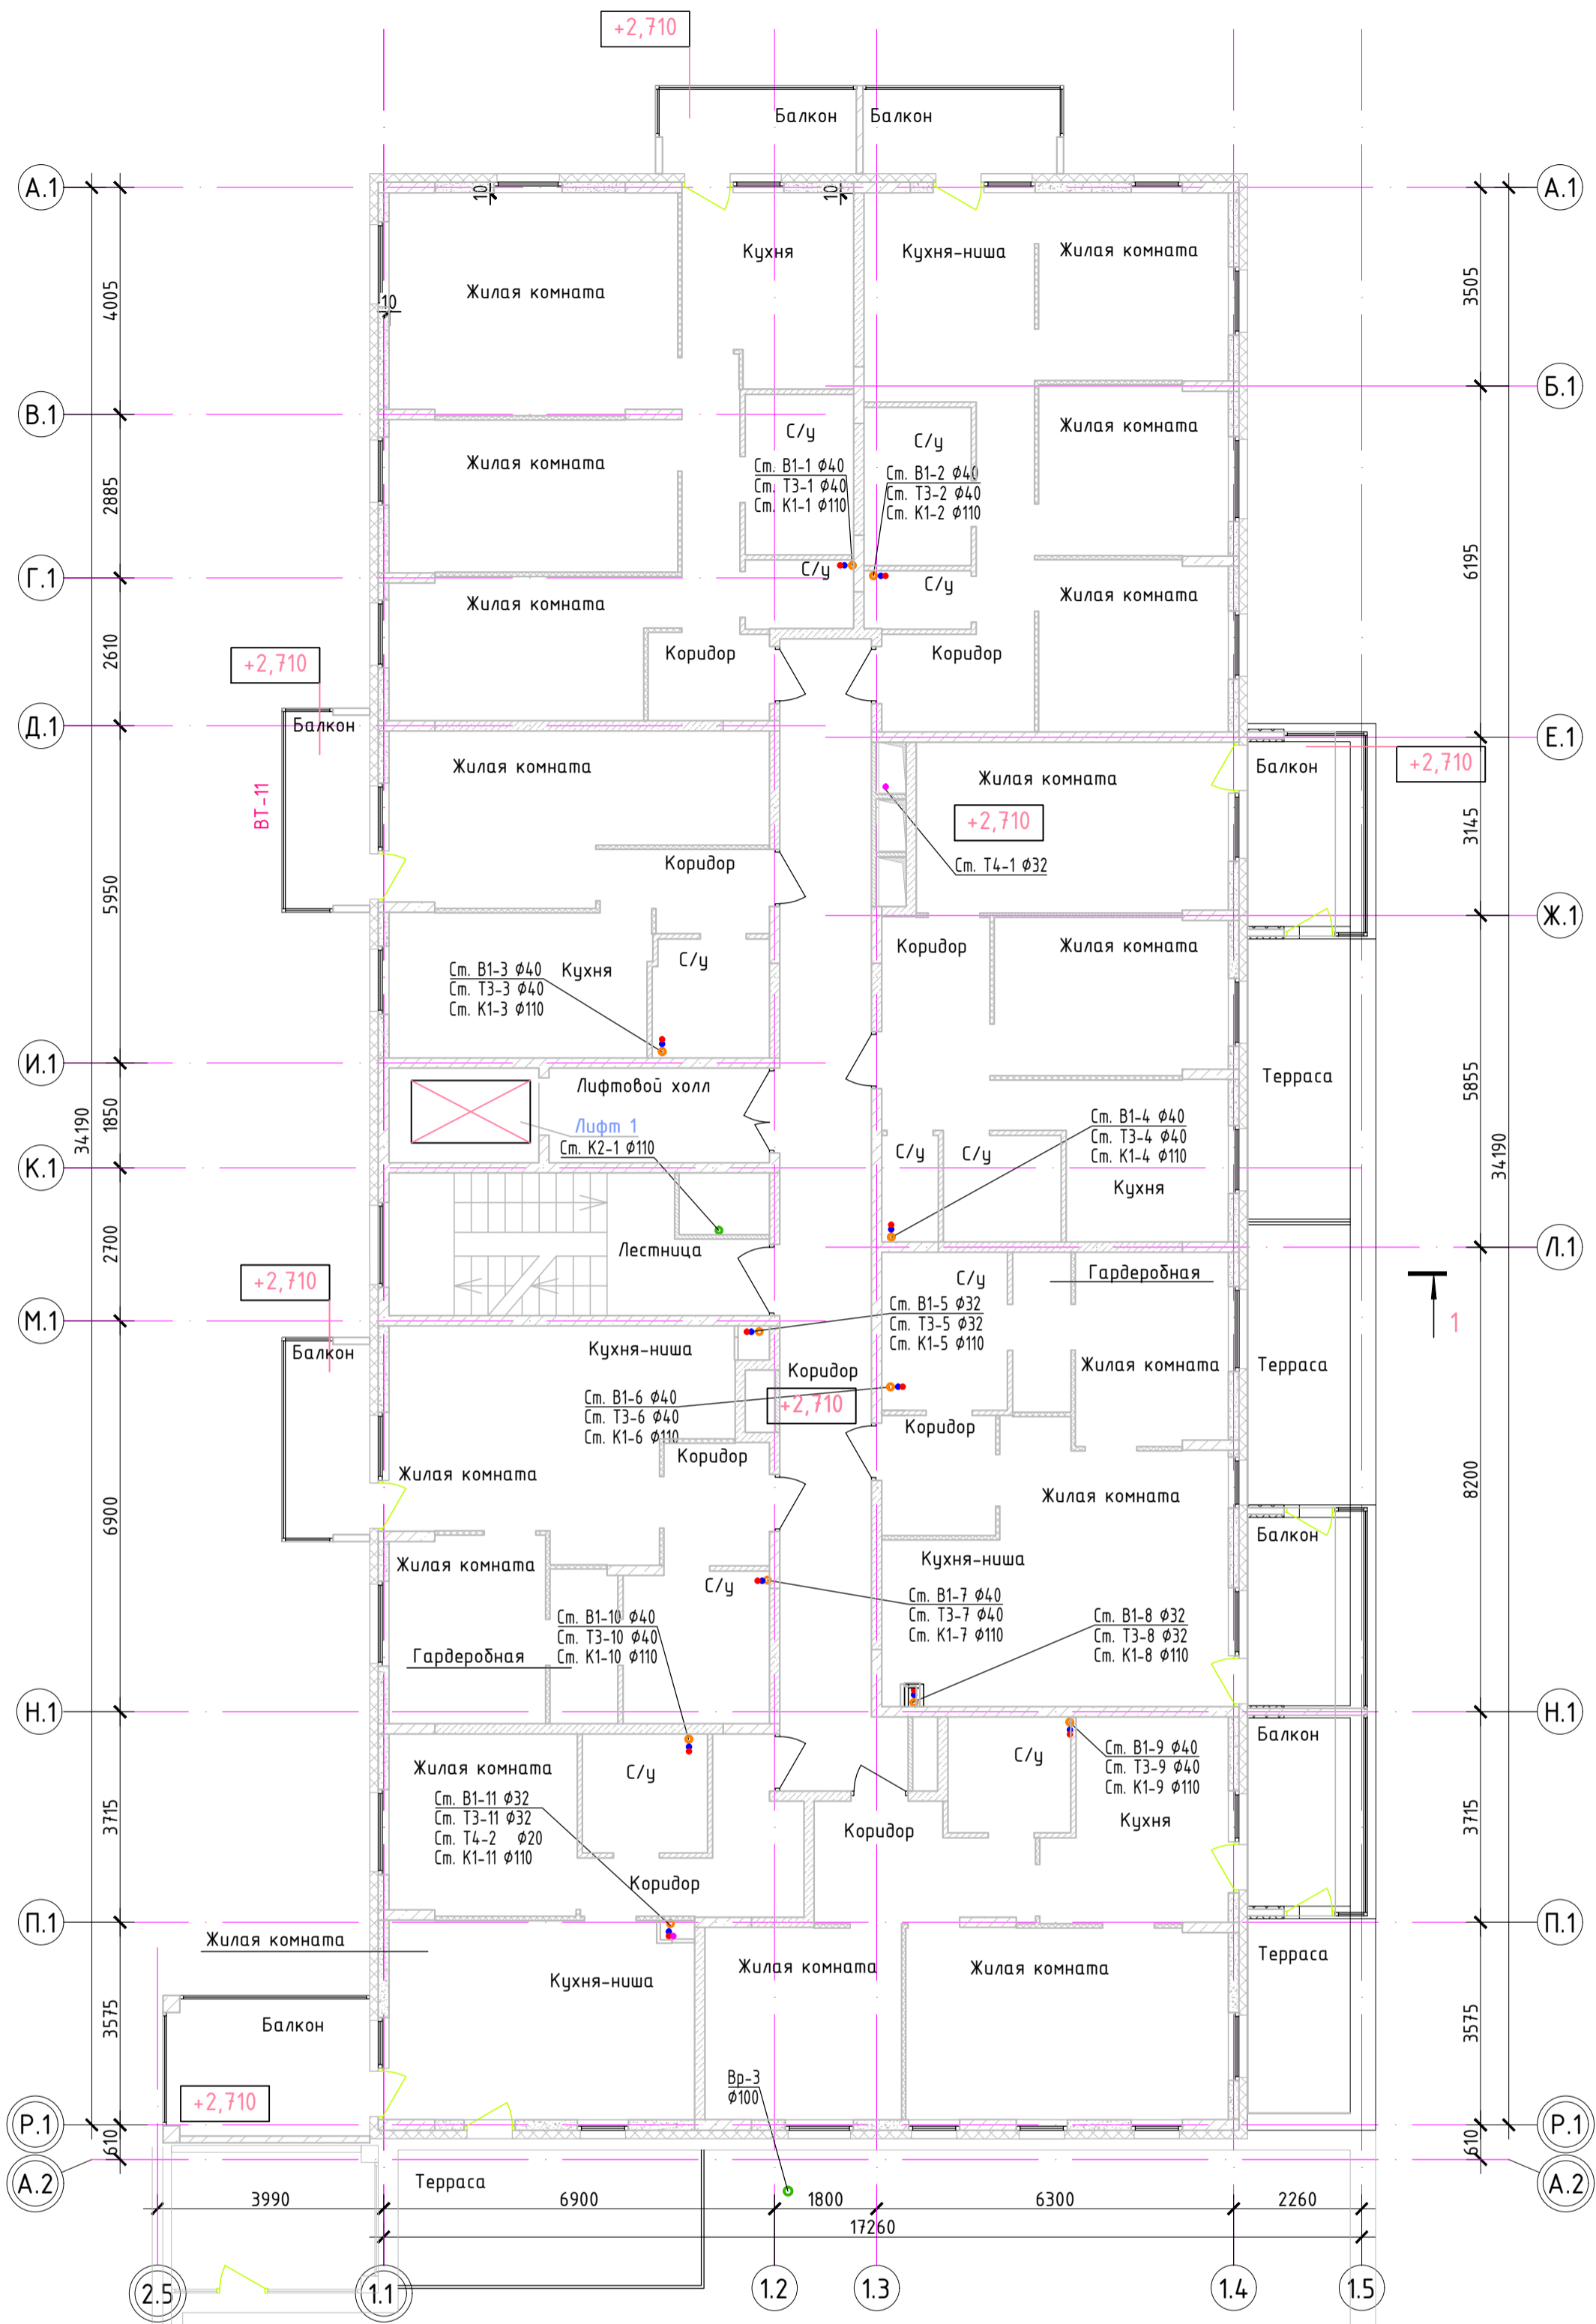 +2,710
Балкон
Балкон
А.1
А.1
10
10
Кухня
Кухня-ниша
Жилая комната
Жилая комната
4005
3505
10
В.1
Б.1
С/у
С/у
Жилая комната
Жилая комната
Ст. В1-1 ф40
Ст. Т3-1 ф40
Ст. К1-1 ф110
Ст. В1-2 ф40
Ст. Т3-2 ф40
Ст. К1-2 ф110
2885
6195
Г.1
С/у
С/у
Жилая комната
Жилая комната
2610
Коридор
Коридор
+2,710
Балкон
Д.1
Е.1
ВТ-11
Жилая комната
Жилая комната
Балкон
+2,710
+2,710
3145
Коридор
Ст. Т4-1 ф32
5950
Ж.1
Коридор
Жилая комната
С/у
Кухня
Ст. В1-3 ф40
Ст. Т3-3 ф40
Ст. К1-3 ф110
И.1
Лифтовой холл
Терраса
1850
34190
5855
34190
Лифт 1
Ст. К2-1 ф110
Ст. В1-4 ф40
Ст. Т3-4 ф40
Ст. К1-4 ф110
К.1
С/у
С/у
Кухня
2700
Лестница
Л.1
+2,710
С/у
Гардеробная
М.1
Ст. В1-5 ф32
Ст. Т3-5 ф32
Ст. К1-5 ф110
1
Балкон
Кухня-ниша
Коридор
Жилая комната
Терраса
Ст. В1-6 ф40
Ст. Т3-6 ф40
Ст. К1-6 ф110
+2,710
Коридор
Коридор
Жилая комната
Жилая комната
6900
8200
Балкон
Жилая комната
Кухня-ниша
С/у
Ст. В1-7 ф40
Ст. Т3-7 ф40
Ст. К1-7 ф110
Ст. В1-10 ф40
Ст. Т3-10 ф40
Ст. К1-10 ф110
Ст. В1-8 ф32
Ст. Т3-8 ф32
Ст. К1-8 ф110
Гардеробная
Н.1
Н.1
Балкон
С/у
Ст. В1-9 ф40
Ст. Т3-9 ф40
Ст. К1-9 ф110
Жилая комната
С/у
Ст. В1-11 ф32
Ст. Т3-11 ф32
Ст. Т4-2 ф20
Ст. К1-11 ф110
3715
3715
Коридор
Кухня
Коридор
П.1
П.1
Жилая комната
Терраса
Жилая комната
Жилая комната
Кухня-ниша
Балкон
3575
3575
+2,710
Вр-3
ф100
Р.1
Р.1
610
610
А.2
А.2
Терраса
3990
6900
1800
6300
2260
17260
2.5
1.1
1.2
1.3
1.4
1.5